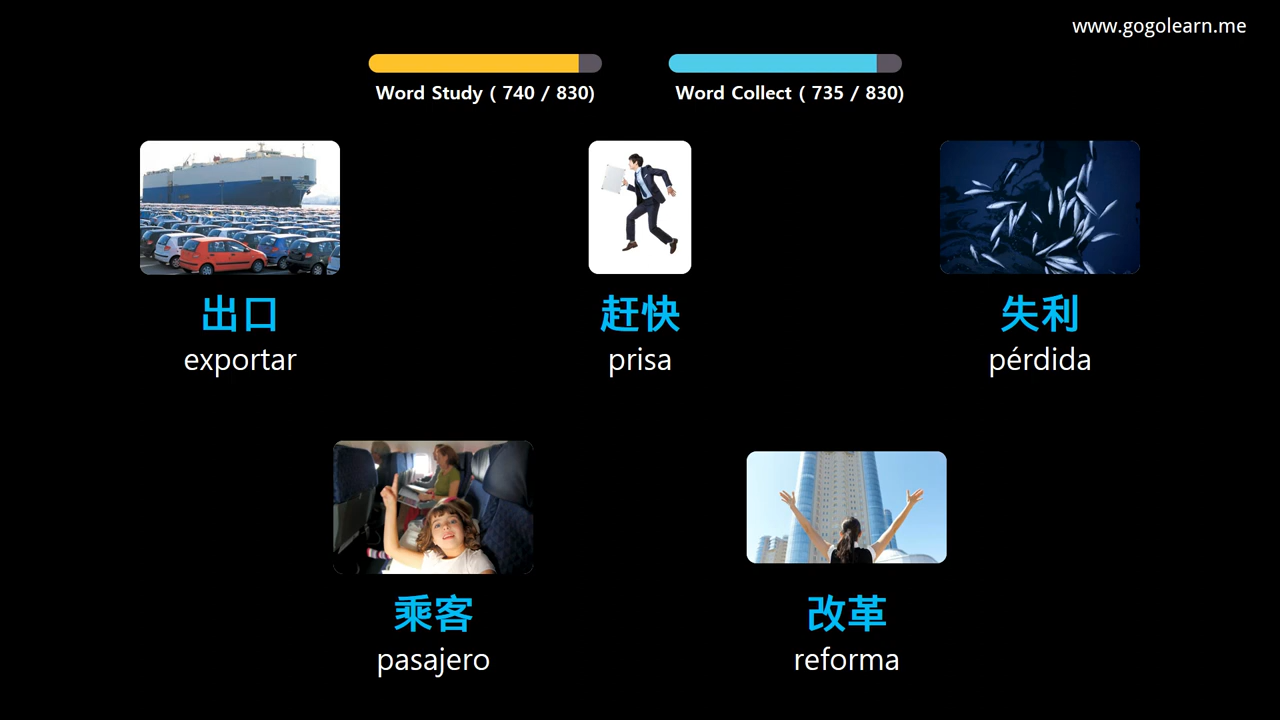 www.gogolearn.me
Word Study ( 740 / 830)
Word Collect ( 735 / 830)
出口
exportar
赶快
prisa
失利
pérdida
乘客
pasajero
改革
reforma